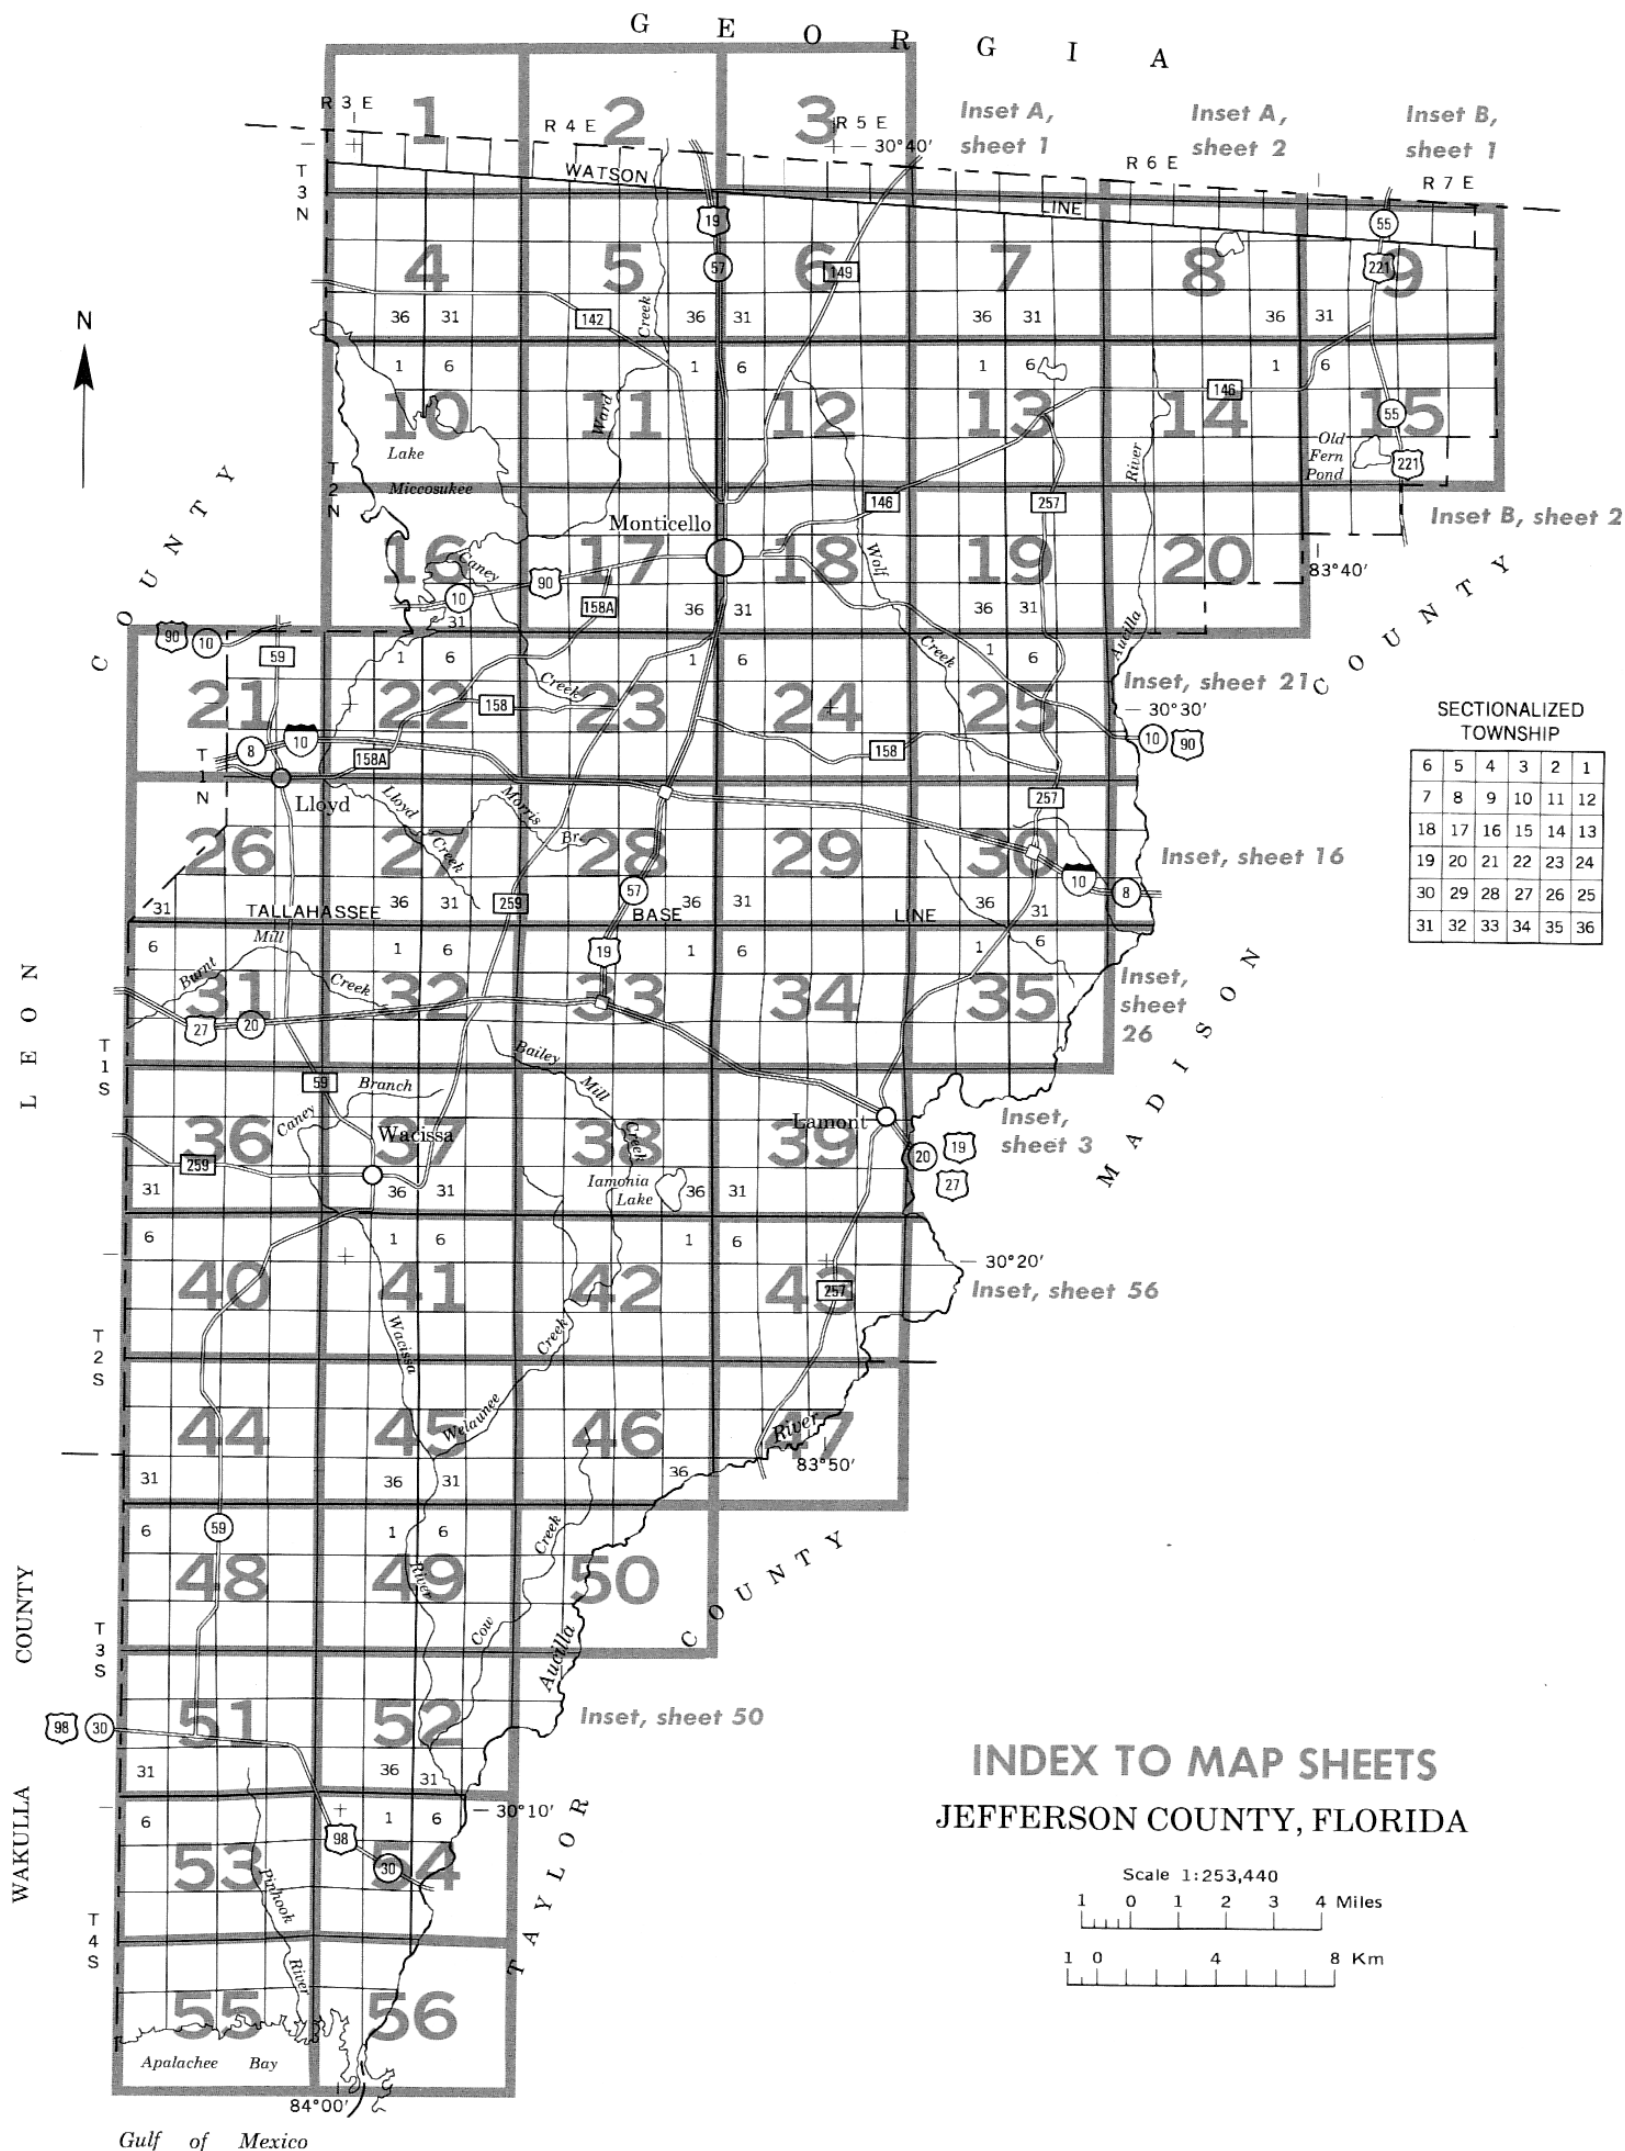 G E O R G I A
R 3 E
1
R 4 E
2
3
R 5 E
30°40'
Inset A,
sheet 1
Inset A,
sheet 2
Inset B,
sheet 1
R 6 E
R 7 E
T
3
N
WATSON
LINE
19
55
4
5
57
6
149
7
8
221
9
N
36 31
142
Creek
36 31
36 31
36 31
1 6
1 6
1 6
1 6
10
Lake
Miccosukee
Ward
11
12
13
146
14
River
55
15
Old
Fern
Pond
221
T
2
N
Monticello
146
257
Inset B, sheet 2
16
Caney
90
17
18
Wolf
19
20
83°40'
10
158A
31
36 31
36 31
Aucilla
COUNTY
90
10
59
1 6
1 6
Creek
1 6
Inset, sheet 21
COUNTY
21
22
158
Creek
23
24
25
30°30'
SECTIONALIZED
TOWNSHIP
6 5 4 3 2 1
7 8 9 10 11 12
18 17 16 15 14 13
19 20 21 22 23 24
30 29 28 27 26 25
31 32 33 34 35 36
8
10
158A
158
10
90
T
1
N
Lloyd
Lloyd
Creek
Morris
Br.
257
26
27
28
29
30
Inset, sheet 16
31
36 31
259
57
36 31
36
31
10
8
TALLAHASSEE
BASE
LINE
6
Mill
1 6
19
1 6
1
6
Burnt
Creek
31
32
33
34
35
Inset,
sheet
26
27
20
LEON
T
1
S
Bailey
Mill
Creek
59
Branch
Caney
36
Wacissa
37
38
Lamont
39
Inset,
sheet 3
20
19
27
MADISON
259
Iamonia
Lake
31
36 31
36 31
6
1 6
1 6
30°20'
40
41
42
43
257
Inset, sheet 56
Wacissa
Creek
T
2
S
44
45
Welaunee
46
47
River
83°50'
31
36 31
36
6
59
1 6
Creek
48
49
River
50
COUNTY
T
3
S
Cow
Aucilla
98
30
51
52
Inset, sheet 50
31
36
31
30°10'
6
98
1 6
53
30
54
Pinhook
River
TAYLOR
WAKULLA COUNTY
T
4
S
55
56
Apalachee Bay
84°00'
Gulf of Mexico
INDEX TO MAP SHEETS
JEFFERSON COUNTY, FLORIDA
Scale 1:253,440
1 0 1 2 3 4 Miles
1 0 4 8 Km